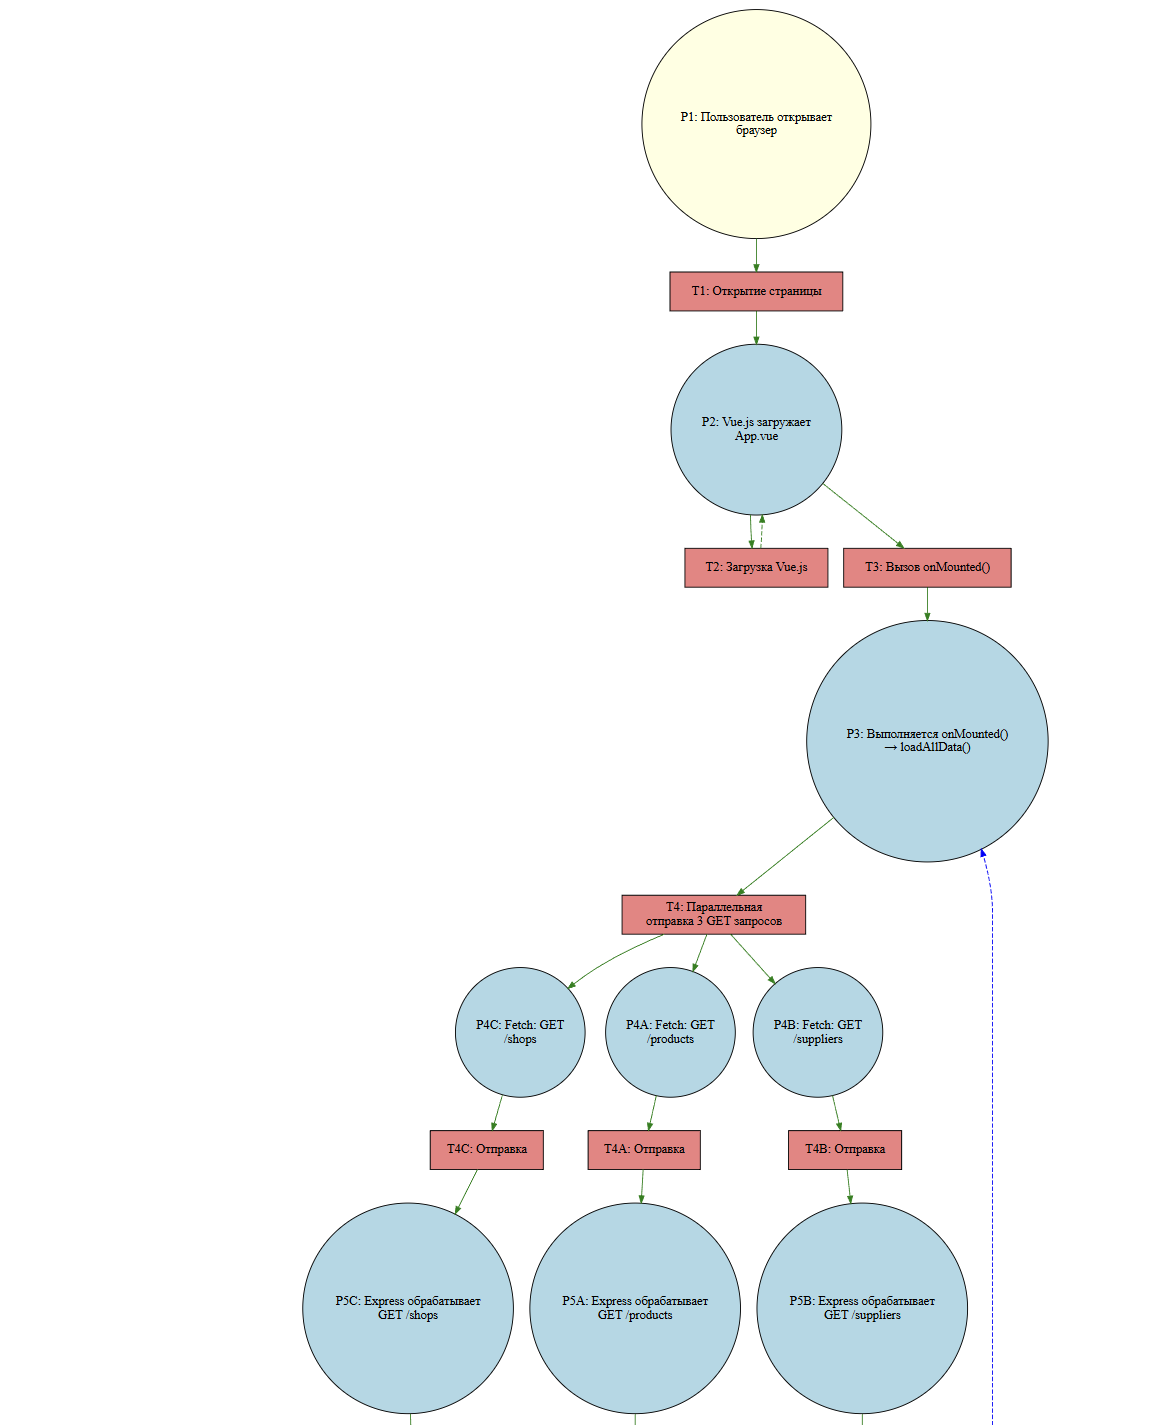 P1: Пользователь открывает
браузер
T1: Открытие страницы
P2: Vue.js загружает
App.vue
T2: Загрузка Vue.js
T3: Вызов onMounted()
P3: Выполняется onMounted()
→ loadAllData()
T4: Параллельная
отправка 3 GET запросов
P4C: Fetch: GET
/shops
P4A: Fetch: GET
/products
P4B: Fetch: GET
/suppliers
T4C: Отправка
T4A: Отправка
T4B: Отправка
P5C: Express обрабатывает
GET /shops
P5A: Express обрабатывает
GET /products
P5B: Express обрабатывает
GET /suppliers